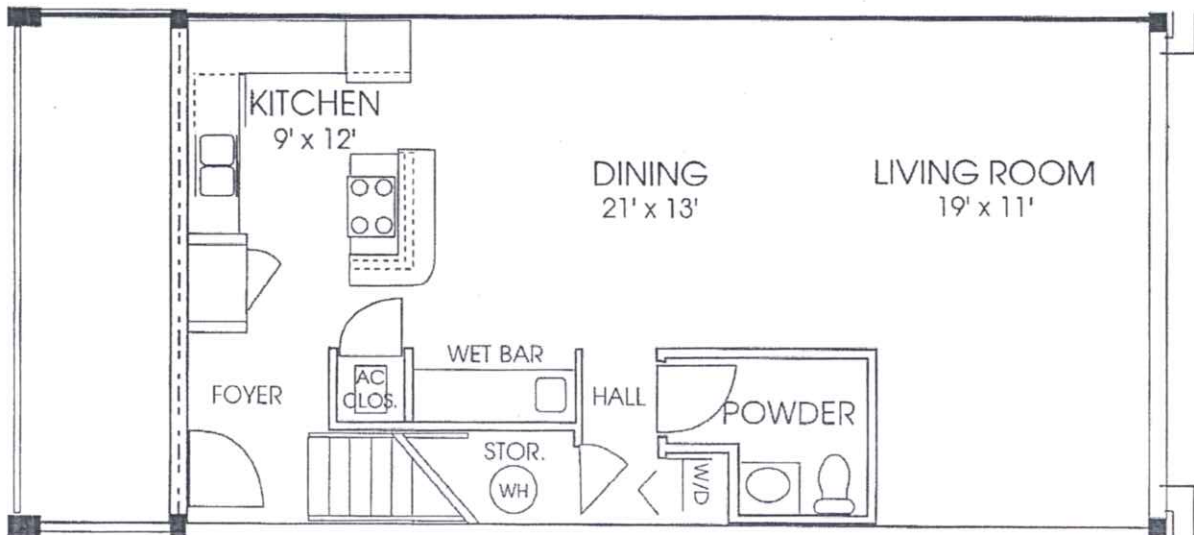 KITCHEN
9' x 12'
DINING
21' x 13'
LIVING ROOM
19' x 11'
WET BAR
AC
CLOS.
FOYER
HALL
POWDER
STOR.
WH
W/D